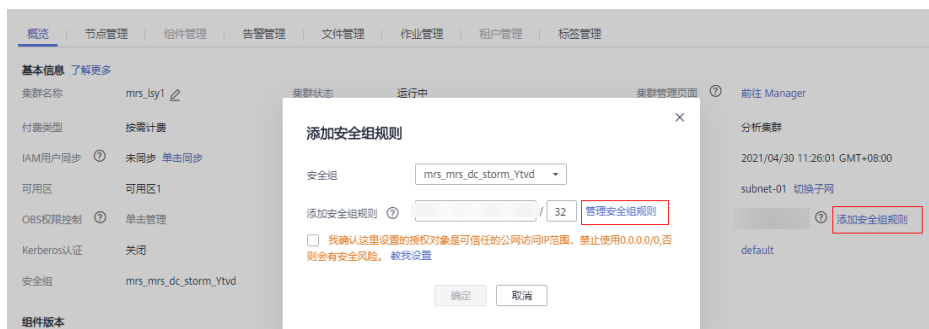 概览 节点管理 组件管理 告警管理 文件管理 作业管理 租户管理 标签管理
基本信息 了解更多
集群名称 mrs_lsy1 集群状态 运行中 集群管理页面 前往 Manager
付费类型 按需计费 分析集群
IAM用户同步 未同步 单击同步 2021/04/30 11:26:01 GMT+08:00
可用区 可用区1 subnet-01 切换子网
OBS权限控制 单击管理 添加安全组规则
Kerberos认证 关闭 default
安全组 mrs_mrs_dc_storm_Ytvd
组件版本
添加安全组规则
安全组 mrs_mrs_dc_storm_Ytvd
添加安全组规则 / 32 管理安全组规则
我确认这里设置的授权对象是可信任的公网访问IP范围，禁止使用0.0.0.0/0,否
则会有安全风险。 教我设置
确定 取消